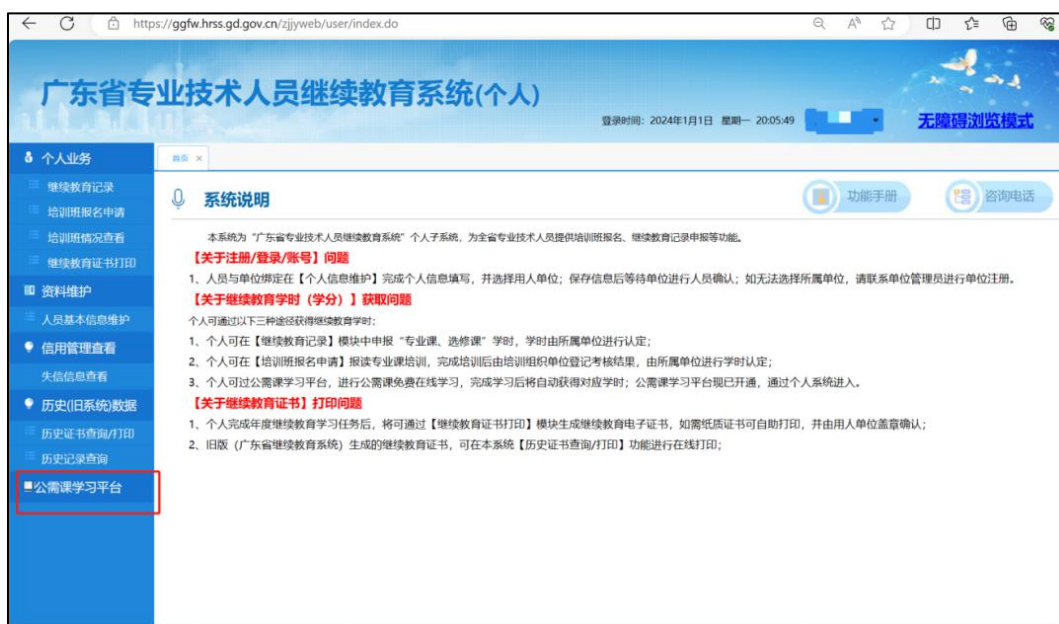 https://ggfw.hrss.gd.gov.cn/zjjyweb/user/index.do
广东省专业技术人员继续教育系统(个人)
登录时间：2024年1月1日 星期一 20:05:49
无障碍浏览模式
个人业务
首页 ×
继续教育记录
系统说明
功能手册
咨询电话
培训班报名申请
培训班情况查看
继续教育证书打印
资料维护
人员基本信息维护
信用管理查看
失信信息查看
历史(旧系统)数据
历史证书查询/打印
历史记录查询
公需课学习平台
本系统为“广东省专业技术人员继续教育系统”个人子系统，为全省专业技术人员提供培训班报名、继续教育记录申报等功能。
【关于注册/登录/账号】问题
1、人员与单位绑定在【个人信息维护】完成个人信息填写，并选择用人单位；保存信息后等待单位进行人员确认；如无法选择所属单位，请联系单位管理员进行单位注册。
【关于继续教育学时（学分）】获取问题
个人可通过以下三种途径获得继续教育学时：
1、个人可在【继续教育记录】模块中申报“专业课、选修课”学时，学时由所属单位进行认定；
2、个人可在【培训班报名申请】报读专业课培训，完成培训后由培训组织单位登记考核结果，由所属单位进行学时认定；
3、个人可过公需课学习平台，进行公需课免费在线学习，完成学习后将自动获得对应学时；公需课学习平台现已开通，通过个人系统进入。
【关于继续教育证书】打印问题
1、个人完成年度继续教育学习任务后，将可通过【继续教育证书打印】模块生成继续教育电子证书，如需纸质证书可自助打印，并由用人单位盖章确认；
2、旧版（广东省继续教育系统）生成的继续教育证书，可在本系统【历史证书查询/打印】功能进行在线打印；